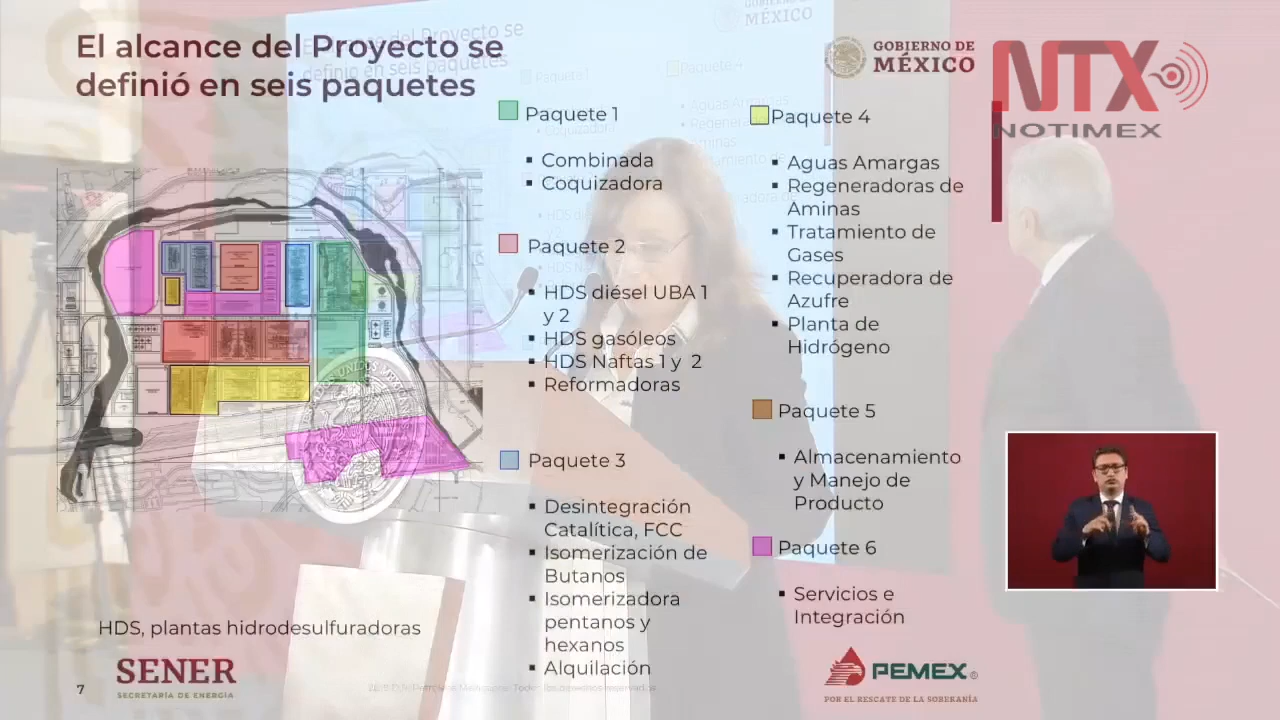 El alcance del Proyecto se
definió en seis paquetes
GOBIERNO DE
MÉXICO
NTX
NOTIMEX
Paquete 1
Combinada
Coquizadora
Paquete 2
HDS diésel UBA 1
y 2
HDS gasóleos
HDS Naftas 1 y 2
Reformadoras
Paquete 3
Desintegración
Catalítica, FCC
Isomerización de
Butanos
Isomerizadora
pentanos y
hexanos
Alquilación
Paquete 4
Aguas Amargas
Regeneradoras de
Aminas
Tratamiento de
Gases
Recuperadora de
Azufre
Planta de
Hidrógeno
Paquete 5
Almacenamiento
y Manejo de
Producto
Paquete 6
Servicios e
Integración
HDS, plantas hidrodesulfuradoras
SENER
SECRETARÍA DE ENERGÍA
7
PEMEX®
POR EL RESCATE DE LA SOBERANÍA